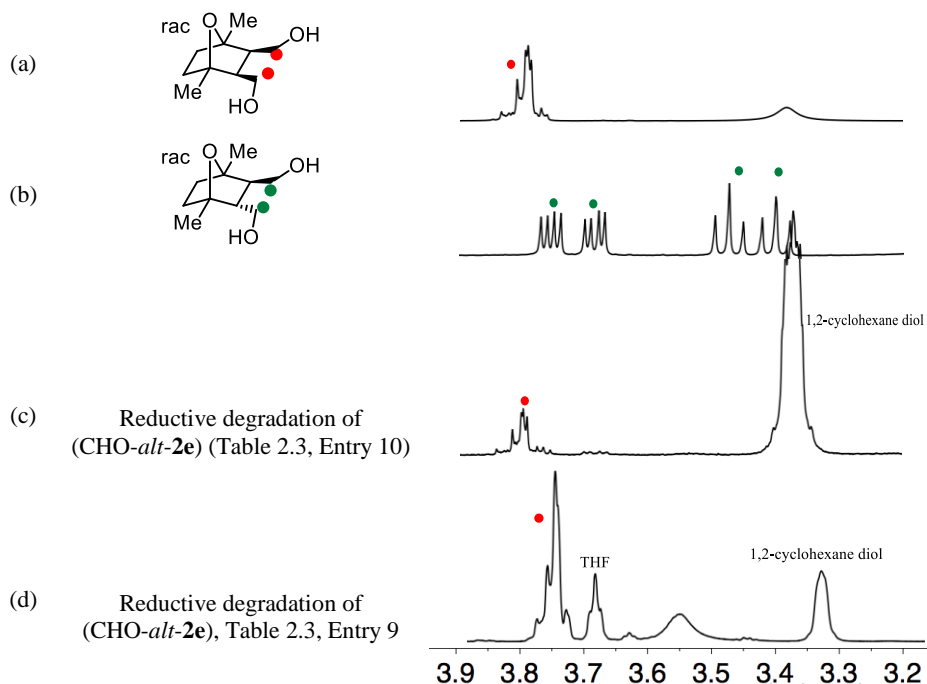 (a)
rac
O
Me
OH
Me
HO
(b)
rac
O
Me
OH
Me
HO
1,2-cyclohexane diol
(c)
Reductive degradation of
(CHO-alt-2e) (Table 2.3, Entry 10)
(d)
Reductive degradation of
(CHO-alt-2e), Table 2.3, Entry 9
THF
1,2-cyclohexane diol
3.9 3.8 3.7 3.6 3.5 3.4 3.3 3.2